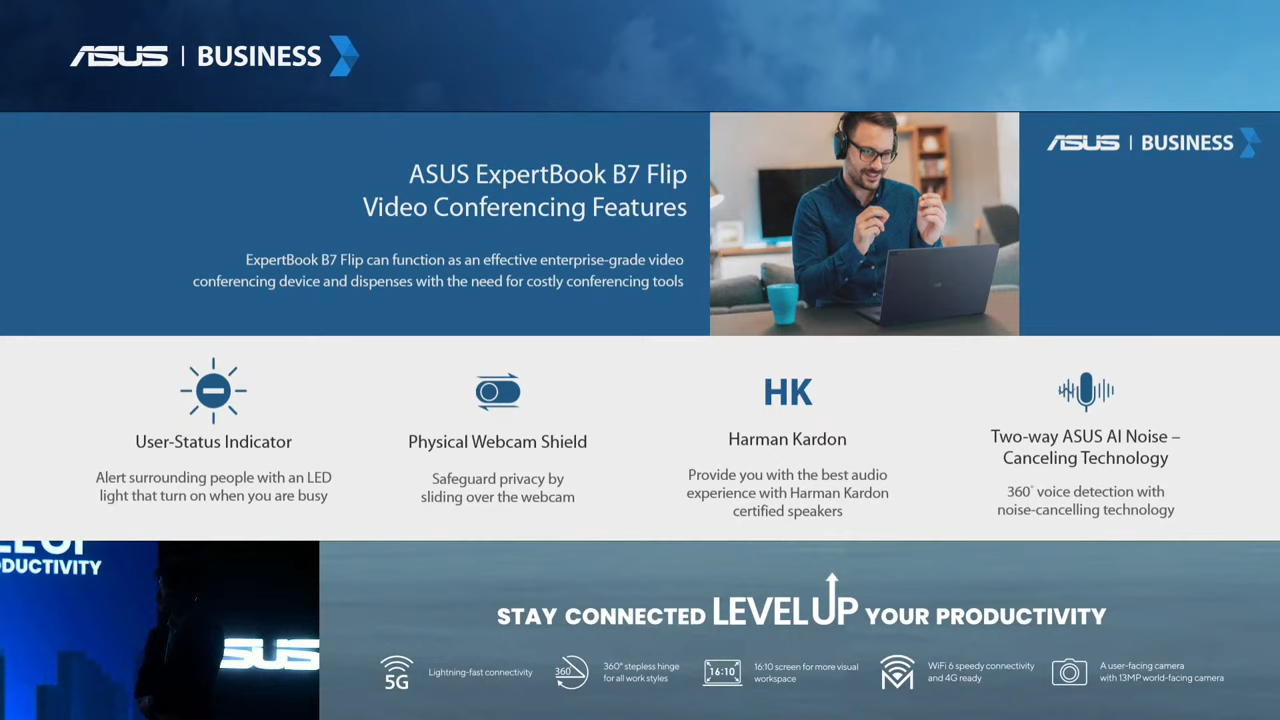 ASUS | BUSINESS
ASUS ExpertBook B7 Flip
Video Conferencing Features
ExpertBook B7 Flip can function as an effective enterprise-grade video
conferencing device and dispenses with the need for costly conferencing tools
ASUS | BUSINESS
User-Status Indicator
Alert surrounding people with an LED
light that turn on when you are busy
Physical Webcam Shield
Safeguard privacy by
sliding over the webcam
HK
Harman Kardon
Provide you with the best audio
experience with Harman Kardon
certified speakers
Two-way ASUS AI Noise –
Canceling Technology
360° voice detection with
noise-cancelling technology
SUS
STAY CONNECTED LEVEL UP YOUR PRODUCTIVITY
5G
Lightning-fast connectivity
360
360° stepless hinge
for all work styles
16:10
16:10 screen for more visual
workspace
WiFi 6 speedy connectivity
and 4G ready
A user-facing camera
with 13MP world-facing camera